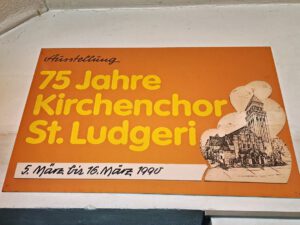 Ausstellung
75 Jahre
Kirchenchor
St. Ludgeri
5. März bis 16. März 1990